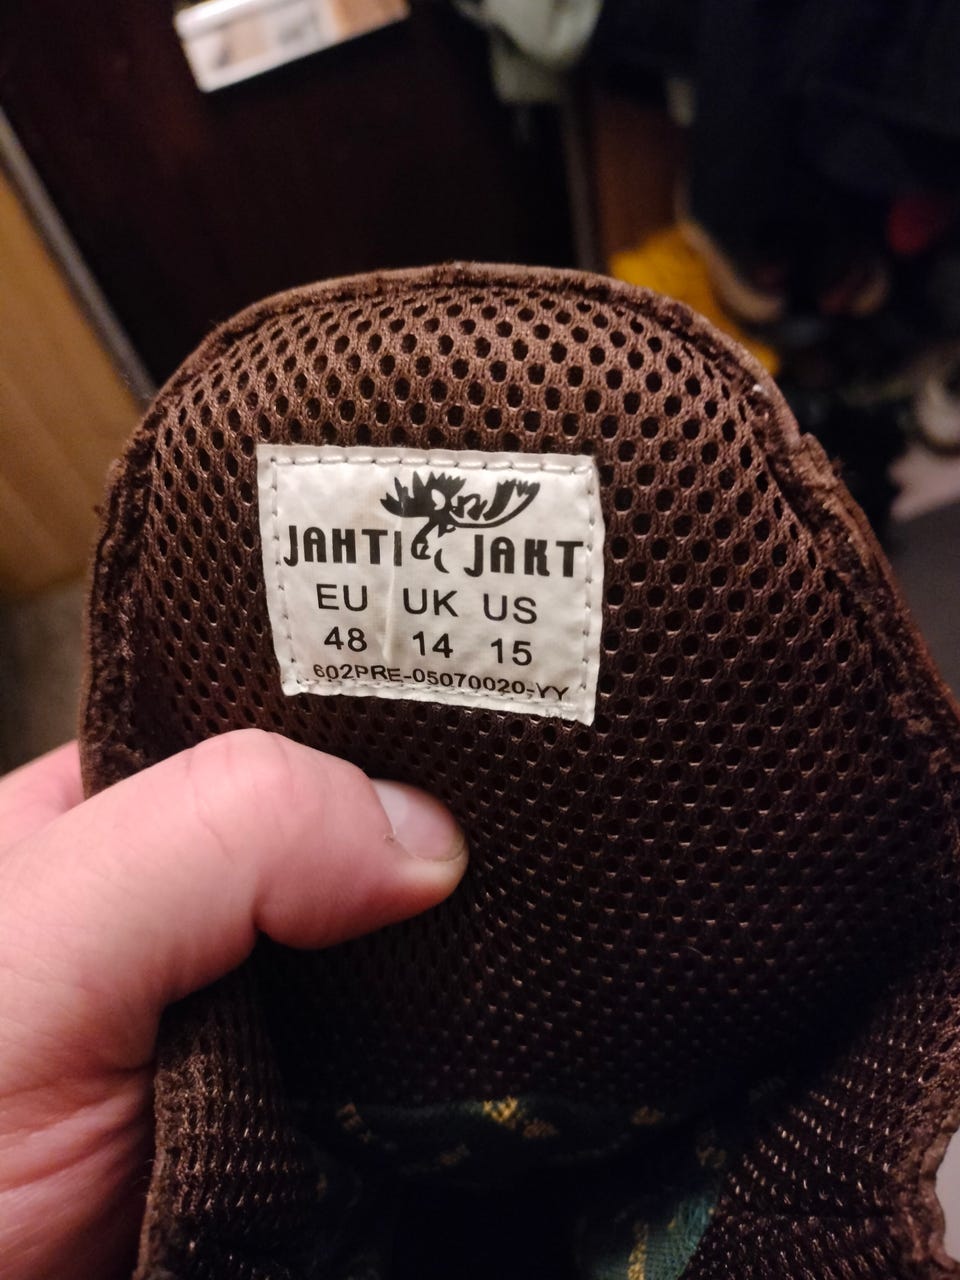 JAHTI JAKT
EU UK US
48 14 15
602PRE-05070020-YY